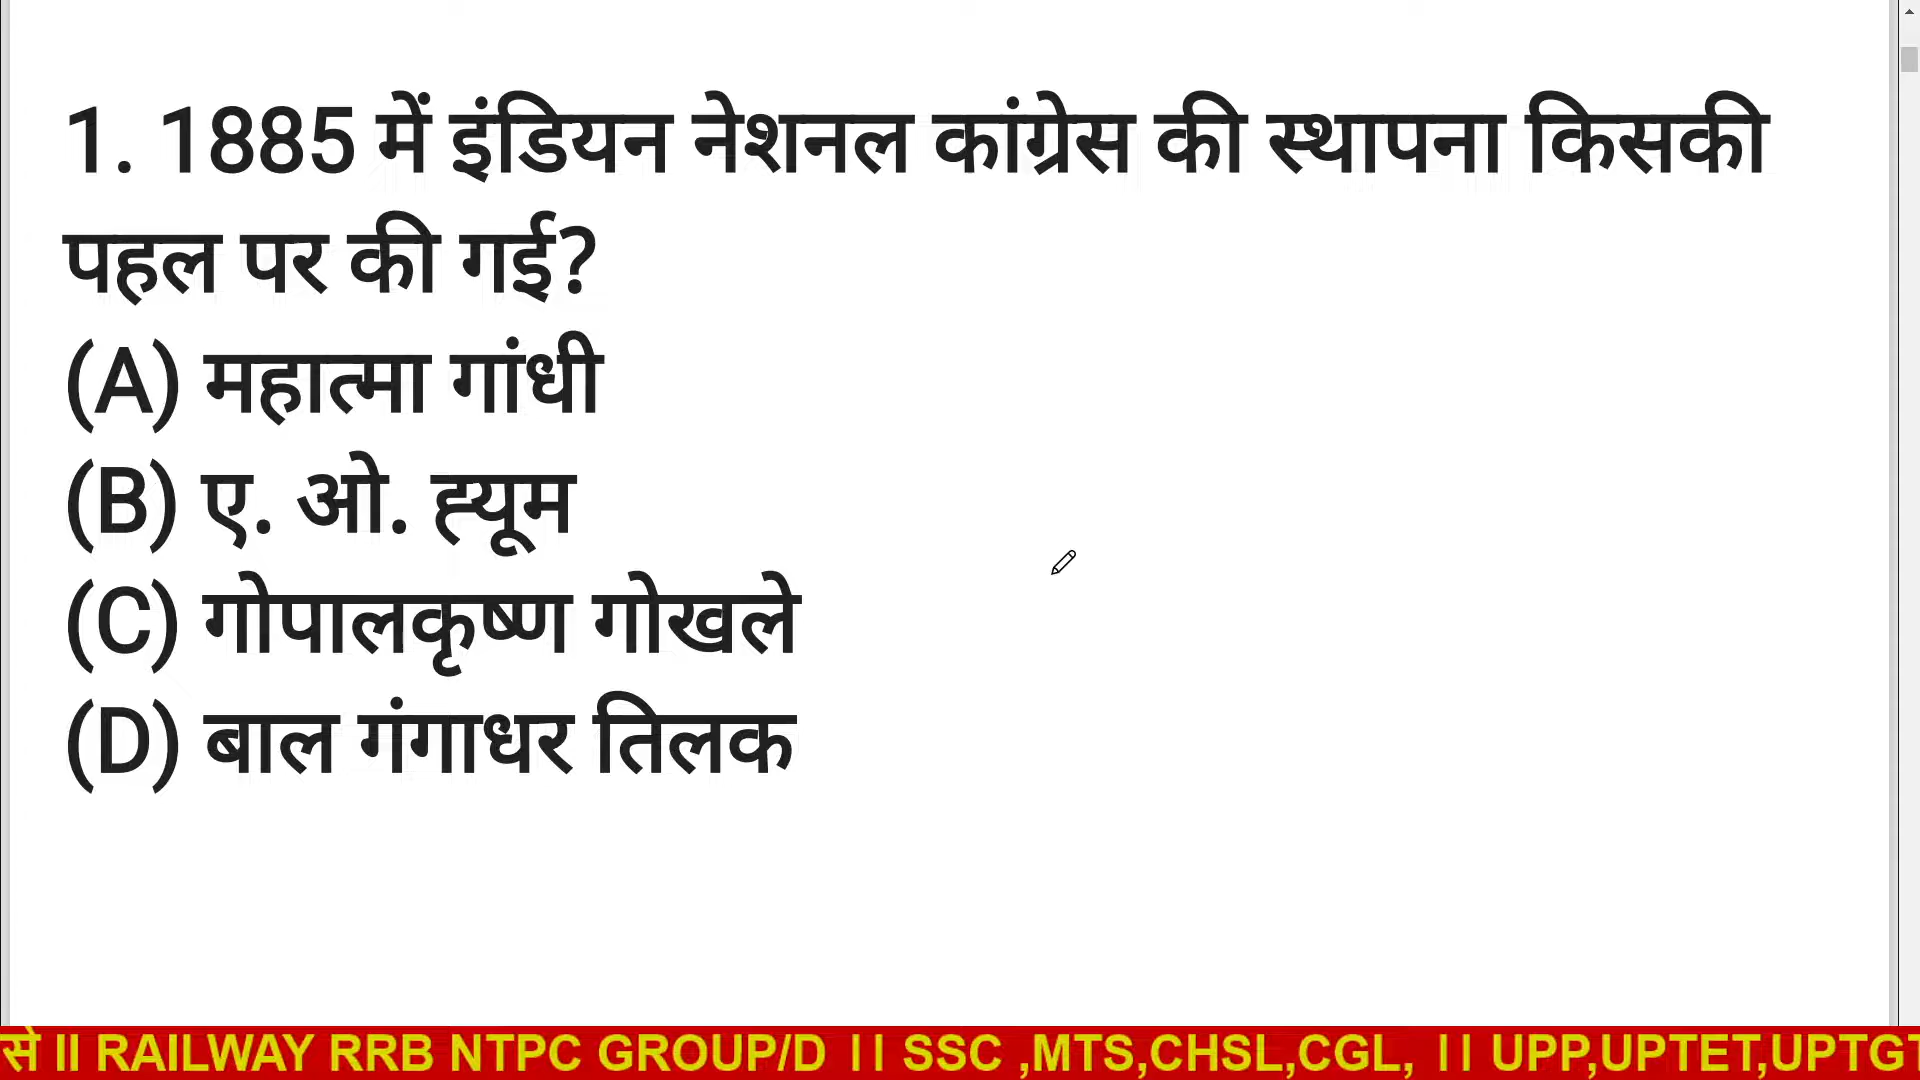 1. 1885 में इंडियन नेशनल कांग्रेस की स्थापना किसकी
पहल पर की गई?
(A) महात्मा गांधी
(B) ए. ओ. ह्यूम
(C) गोपालकृष्ण गोखले
(D) बाल गंगाधर तिलक
से II RAILWAY RRB NTPC GROUP/D I I SSC ,MTS,CHSL,CGL, I I UPP,UPTET,UPTGT